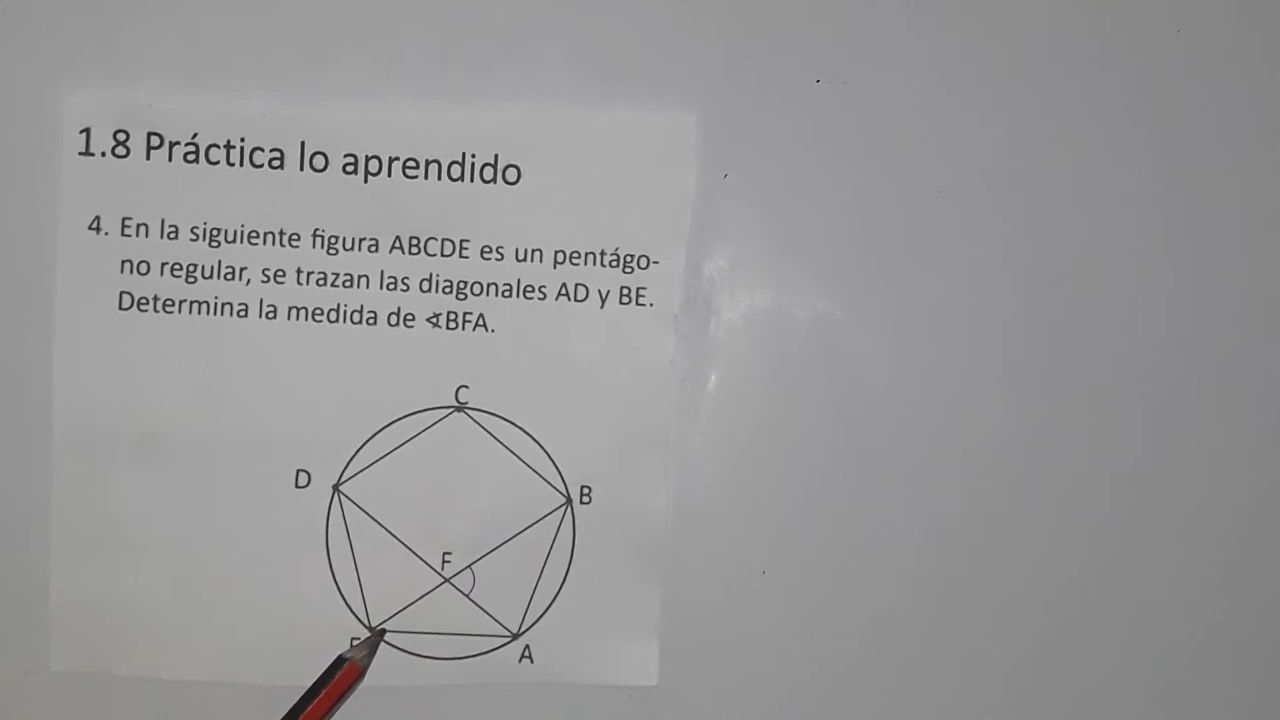 1.8 Práctica lo aprendido
4. En la siguiente figura ABCDE es un pentágo-
no regular, se trazan las diagonales AD y BE.
Determina la medida de ∢BFA.
C
D
B
F
A